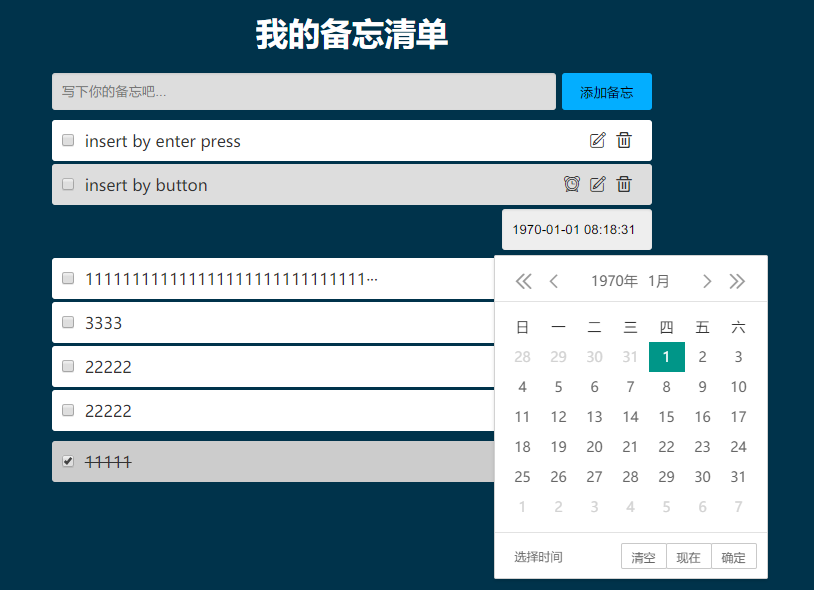 我的备忘清单
写下你的备忘吧... 添加备忘
insert by enter press
insert by button
1970-01-01 08:18:31
1111111111111111111111111111111···
1970年 1月
3333
日 一 二 三 四 五 六
28 29 30 31 1 2 3
22222
4 5 6 7 8 9 10
22222
11 12 13 14 15 16 17
18 19 20 21 22 23 24
11111
25 26 27 28 29 30 31
1 2 3 4 5 6 7
选择时间 清空 现在 确定